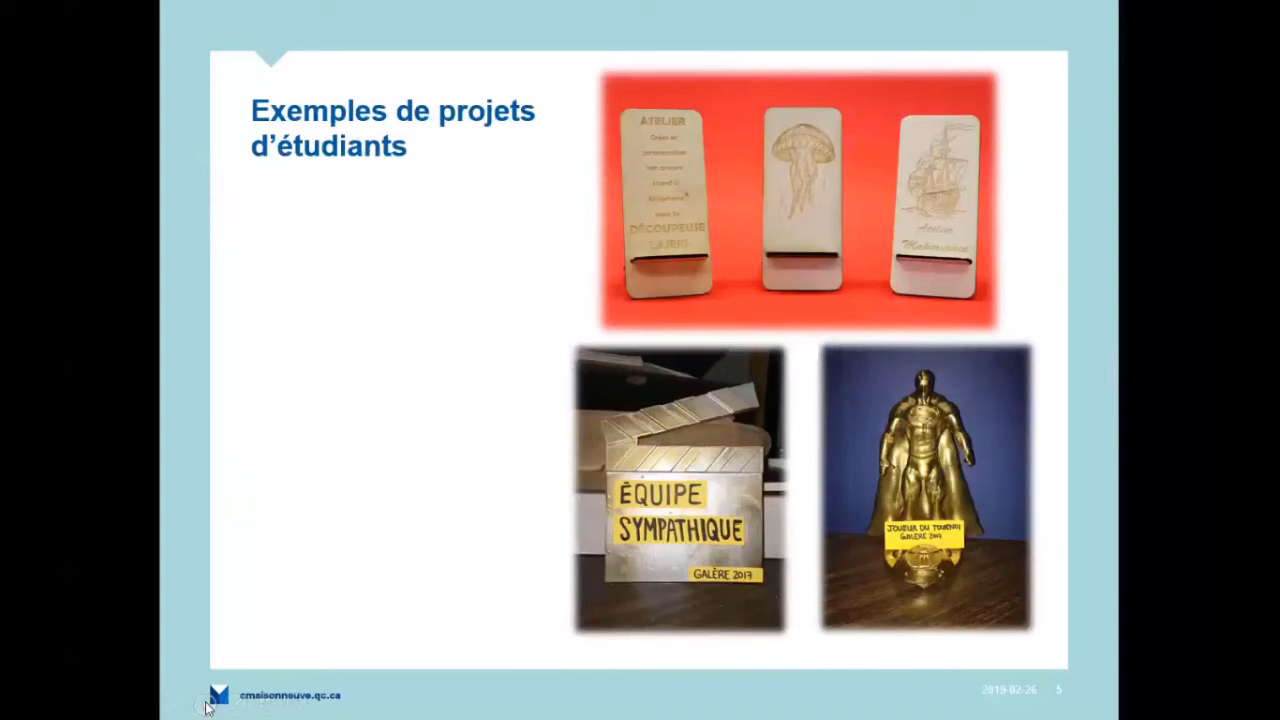 Exemples de projets
d'étudiants
ATELIER
DÉCOUPEUSE
LASER
Atelier
ÉQUIPE
SYMPATHIQUE
GALÈRE 2017
JOUEUR DU TOURNOI
GALÈRE 2017
cmaisonneuve.qc.ca
2019-02-26 5